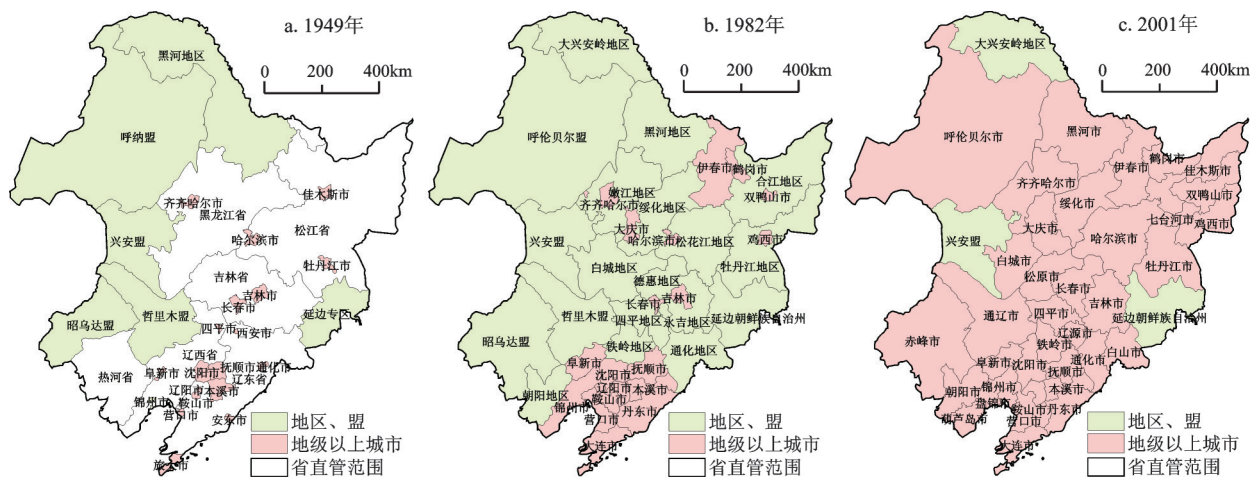 a. 1949年
0 200 400km
黑河地区
呼纳盟
齐齐哈尔市
黑龙江省
佳木斯市
松江省
哈尔滨市
兴安盟
牡丹江市
吉林省
吉林市
长春市
延边专区
昭乌达盟
哲里木盟
四平市
西安市
辽西省
热河省
阜新市
沈阳市
抚顺市
通化市
辽东省
辽阳市
本溪市
鞍山市
锦州市
营口市
安东市
旅大市
地区、盟
地级以上城市
省直管范围
b. 1982年
0 200 400km
大兴安岭地区
呼伦贝尔盟
黑河地区
伊春市
鹤岗市
合江地区
双鸭山市
嫩江地区
齐齐哈尔市
绥化地区
大庆市
哈尔滨市
松花江地区
鸡西市
兴安盟
白城地区
德惠地区
牡丹江地区
长春市
吉林市
哲里木盟
四平地区
永吉地区
延边朝鲜族自治州
昭乌达盟
铁岭地区
通化地区
阜新市
沈阳市
抚顺市
朝阳地区
辽阳市
本溪市
鞍山市
锦州市
营口市
丹东市
大连市
地区、盟
地级以上城市
省直管范围
c. 2001年
0 200 400km
大兴安岭地区
呼伦贝尔市
黑河市
伊春市
鹤岗市
佳木斯市
齐齐哈尔市
双鸭山市
绥化市
七台河市
鸡西市
大庆市
哈尔滨市
兴安盟
白城市
松原市
牡丹江市
长春市
吉林市
通辽市
四平市
延边朝鲜族自治州
赤峰市
辽源市
铁岭市
白山市
通化市
阜新市
沈阳市
抚顺市
朝阳市
锦州市
本溪市
盘锦市
鞍山市
丹东市
葫芦岛市
营口市
大连市
地区、盟
地级以上城市
省直管范围